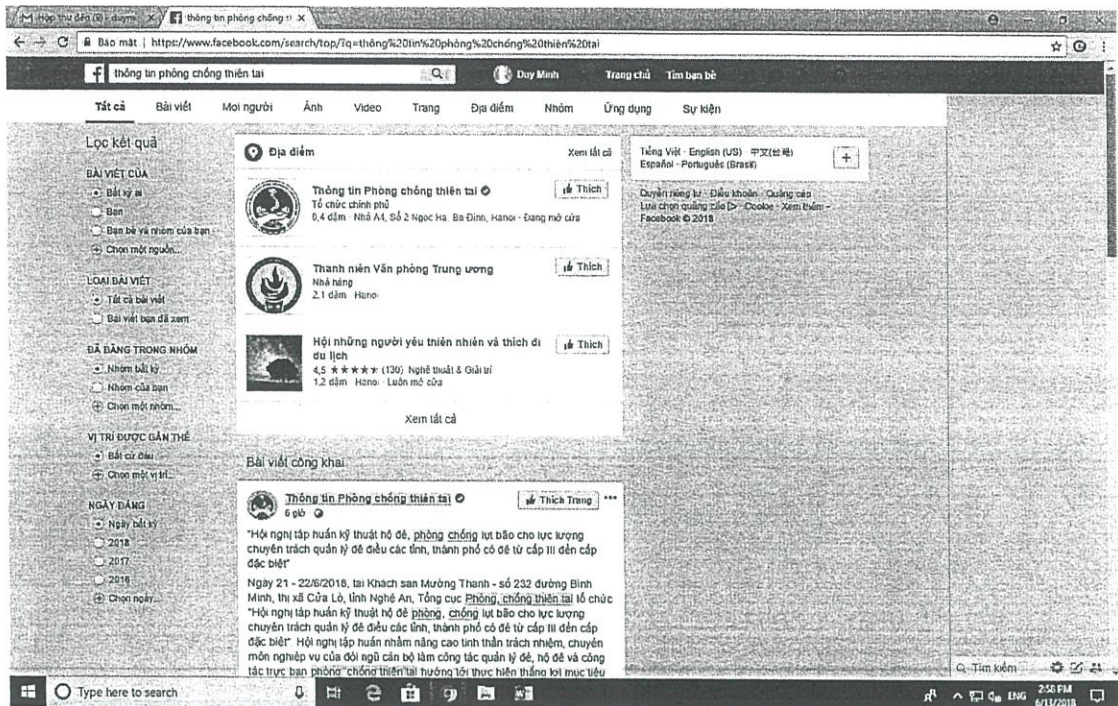 Hộp thư đến (9) - duymi
thông tin phòng chống t
Bảo mật | https://www.facebook.com/search/top/?q=thông%20tin%20phòng%20chống%20thiên%20tai
thông tin phòng chống thiên tai
Duy Minh
Trang chủ
Tìm bạn bè
Tất cả
Bài viết
Mọi người
Ảnh
Video
Trang
Địa điểm
Nhóm
Ứng dụng
Sự kiện
Lọc kết quả
BÀI VIẾT CỦA
Bất kỳ ai
Bạn
Bạn bè và nhóm của bạn
Chọn một nguồn...
LOẠI BÀI VIẾT
Tất cả bài viết
Bài viết bạn đã xem
ĐÃ ĐĂNG TRONG NHÓM
Nhóm bất kỳ
Nhóm của bạn
Chọn một nhóm...
VỊ TRÍ ĐƯỢC GẮN THẺ
Bất cứ đâu
Chọn một vị trí...
NGÀY ĐĂNG
Ngày bất kỳ
2018
2017
2016
Chọn ngày...
Địa điểm
Xem tất cả
Thông tin Phòng chống thiên tai
Thích
Tổ chức chính phủ
0,4 dặm · Nhà A4, Số 2 Ngọc Hà, Ba Đình, Hanoi · Đang mở cửa
Thanh niên Văn phòng Trung ương
Thích
Nhà hàng
2,1 dặm · Hanoi
Hội những người yêu thiên nhiên và thích đi
du lịch
Thích
4,5 ★★★★★ (130) · Nghệ thuật & Giải trí
1,2 dặm · Hanoi · Luôn mở cửa
Xem tất cả
Bài viết công khai
Thông tin Phòng chống thiên tai
Thích Trang
6 giờ
"Hội nghị tập huấn kỹ thuật hộ đê, phòng chống lụt bão cho lực lượng
chuyên trách quản lý đê điều các tỉnh, thành phố có đê từ cấp III đến cấp
đặc biệt"
Ngày 21 - 22/6/2018, tại Khách sạn Mường Thanh - số 232 đường Bình
Minh, thị xã Cửa Lò, tỉnh Nghệ An, Tổng cục Phòng, chống thiên tai tổ chức
"Hội nghị tập huấn kỹ thuật hộ đê phòng, chống lụt bão cho lực lượng
chuyên trách quản lý đê điều các tỉnh, thành phố có đê từ cấp III đến cấp
đặc biệt". Hội nghị tập huấn nhằm nâng cao tinh thần trách nhiệm, chuyên
môn nghiệp vụ của đội ngũ cán bộ làm công tác quản lý đê, hộ đê và công
tác trực ban phòng chống thiên tai hướng tới thực hiện thắng lợi mục tiêu
Tiếng Việt · English (US) · 中文(台灣)
Español · Português (Brasil)
Quyền riêng tư · Điều khoản · Quảng cáo
Lựa chọn quảng cáo · Cookie · Xem thêm
Facebook © 2018
Tìm kiếm
Type here to search
ENG
2:58 PM
6/13/2018